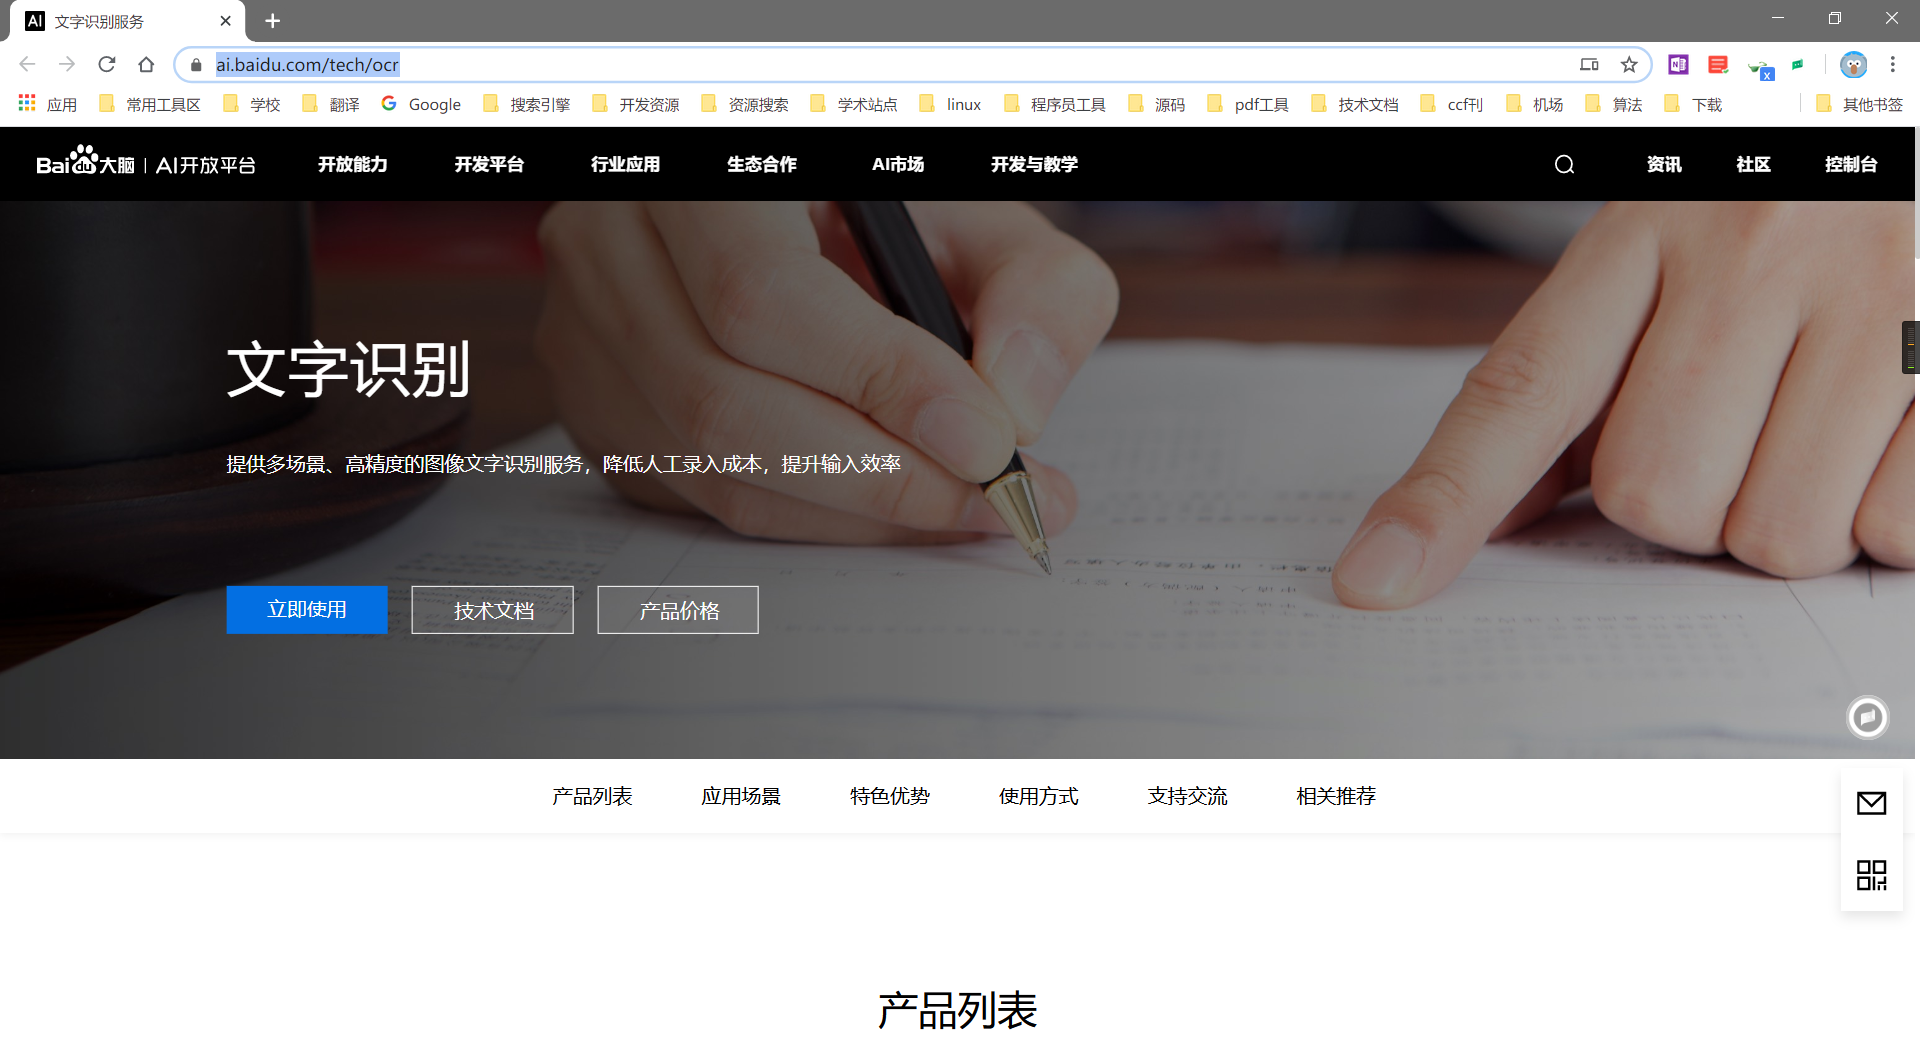 AI 文字识别服务
ai.baidu.com/tech/ocr
应用 常用工具区 学校 翻译 Google 搜索引擎 开发资源 资源搜索 学术站点 linux 程序员工具 源码 pdf工具 技术文档 ccf刊 机场 算法 下载 其他书签
Baidu大脑 | AI开放平台 开放能力 开发平台 行业应用 生态合作 AI市场 开发与教学 资讯 社区 控制台
文字识别
提供多场景、高精度的图像文字识别服务，降低人工录入成本，提升输入效率
立即使用 技术文档 产品价格
产品列表 应用场景 特色优势 使用方式 支持交流 相关推荐
产品列表